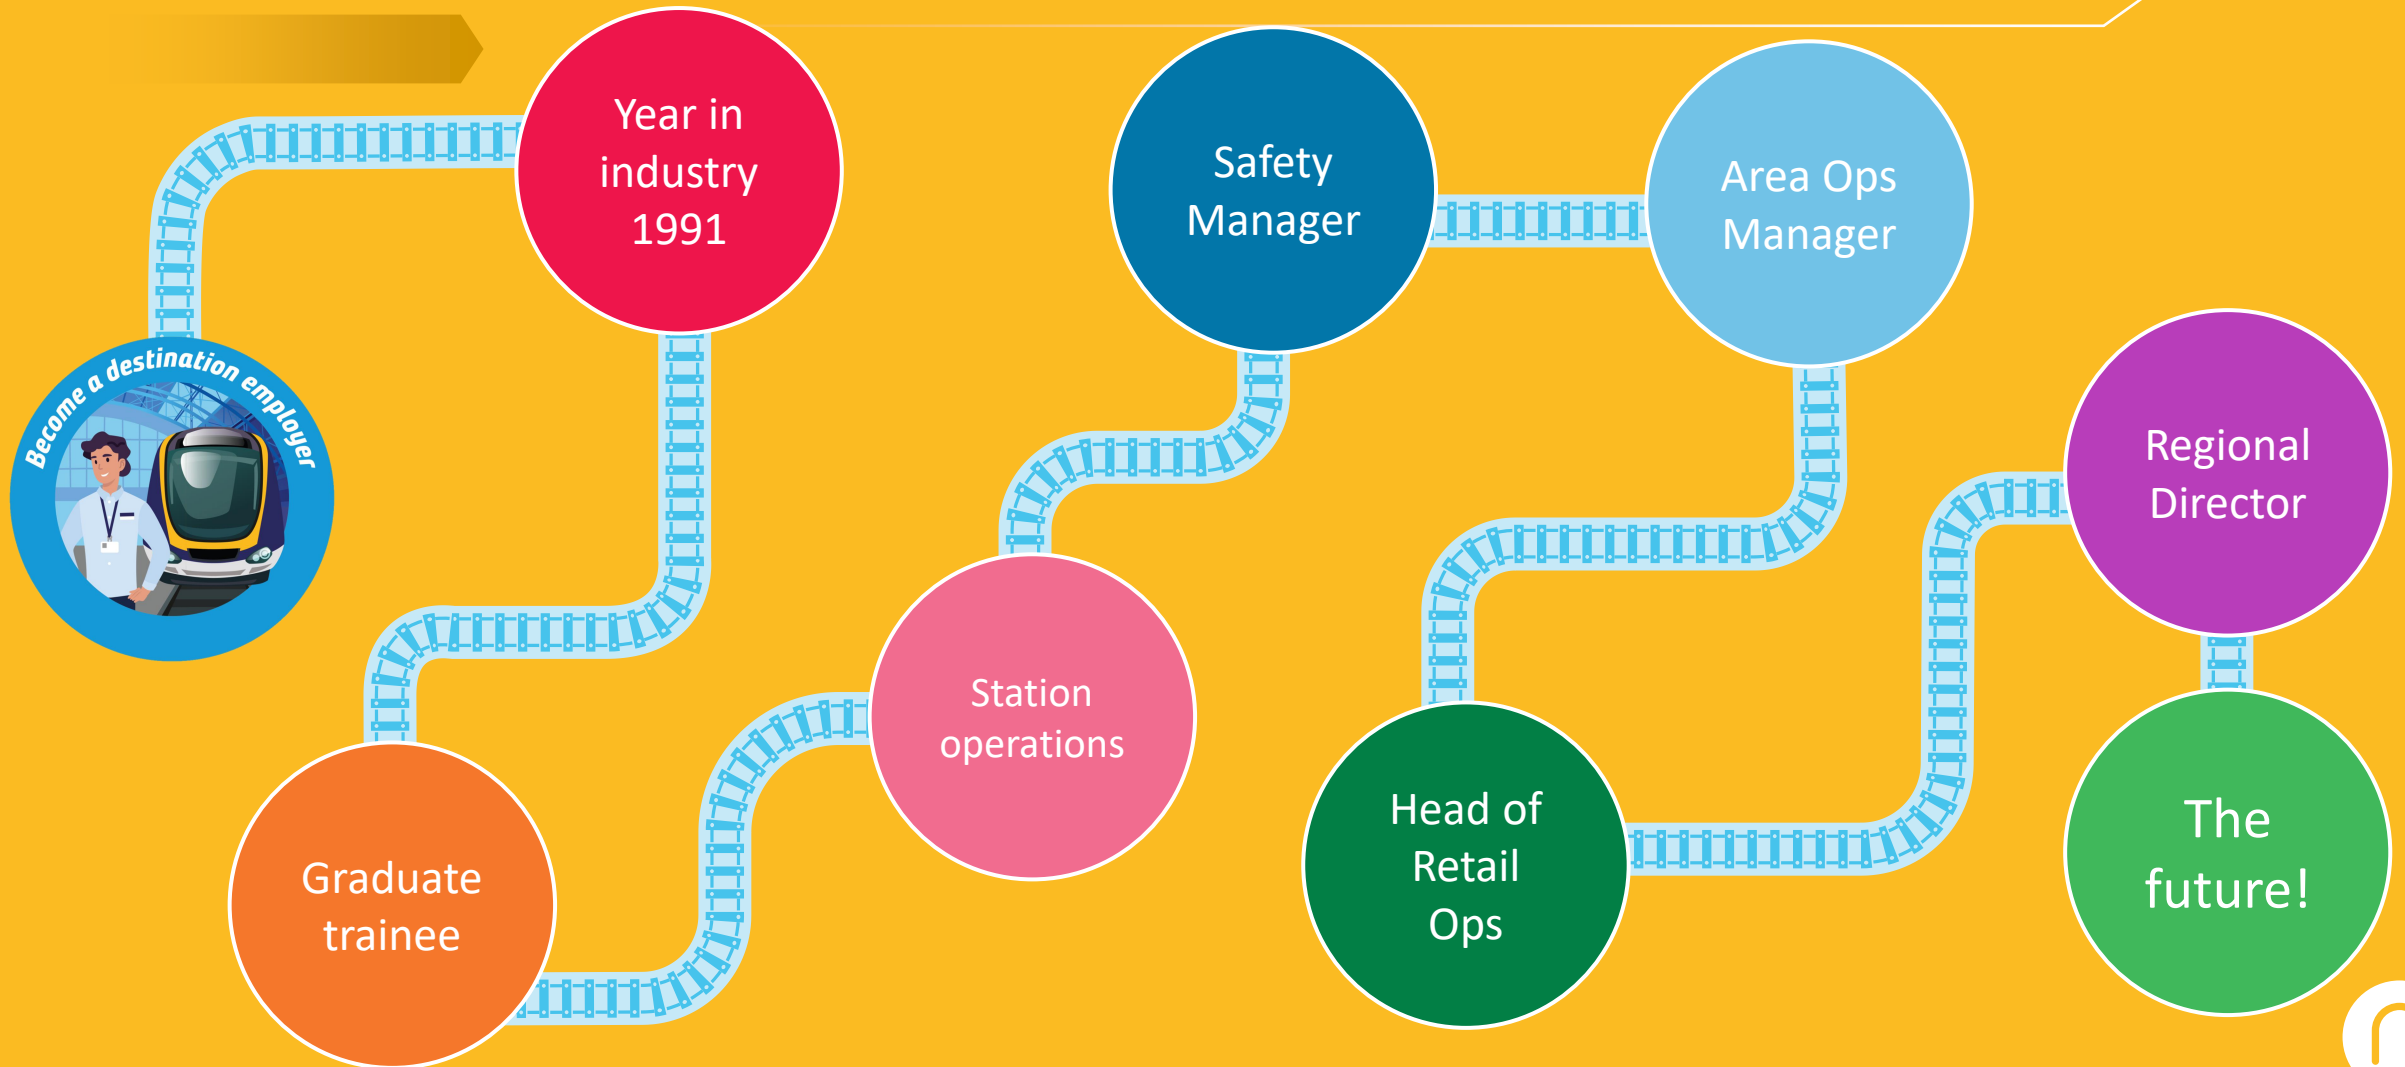 Become a destination employer
Year in
industry
1991
Graduate
trainee
Station
operations
Safety
Manager
Area Ops
Manager
Head of
Retail
Ops
Regional
Director
The
future!